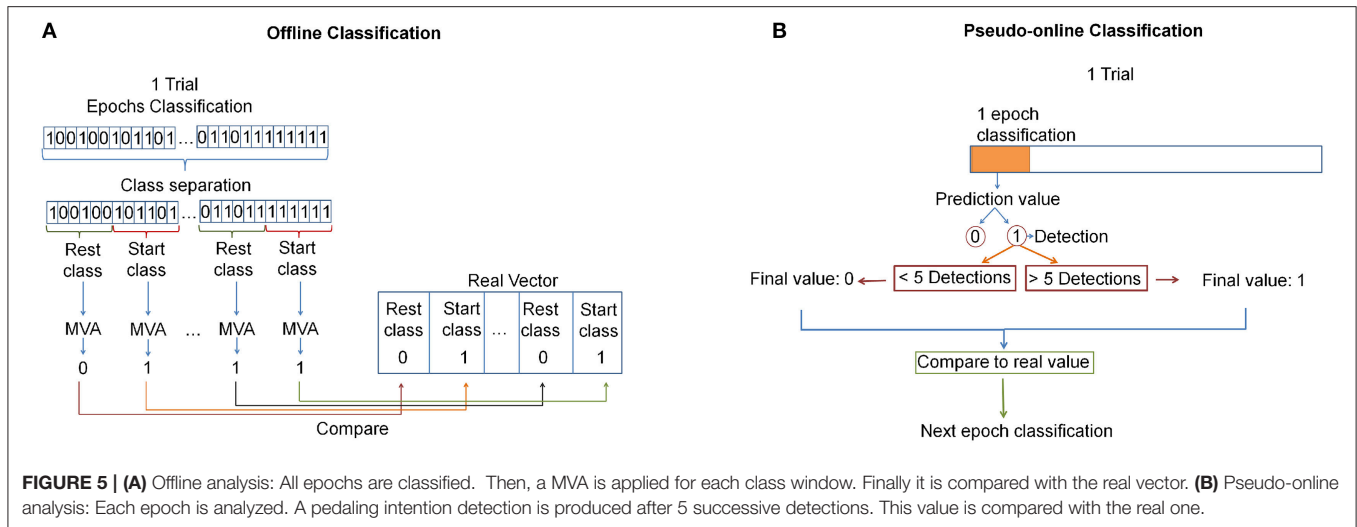 A
Offline Classification
1 Trial
Epochs Classification
100100101101 ... 011011111111
Class separation
100100101101 ... 011011111111
Rest class
Start class
Rest class
Start class
MVA
MVA
...
MVA
MVA
0
1
1
1
Real Vector
Rest class
Start class
...
Rest class
Start class
0
1
0
1
Compare
B
Pseudo-online Classification
1 Trial
1 epoch
classification
Prediction value
0
1
Detection
Final value: 0
< 5 Detections
> 5 Detections
Final value: 1
Compare to real value
Next epoch classification
FIGURE 5 | (A) Offline analysis: All epochs are classified. Then, a MVA is applied for each class window. Finally it is compared with the real vector. (B) Pseudo-online
analysis: Each epoch is analyzed. A pedaling intention detection is produced after 5 successive detections. This value is compared with the real one.